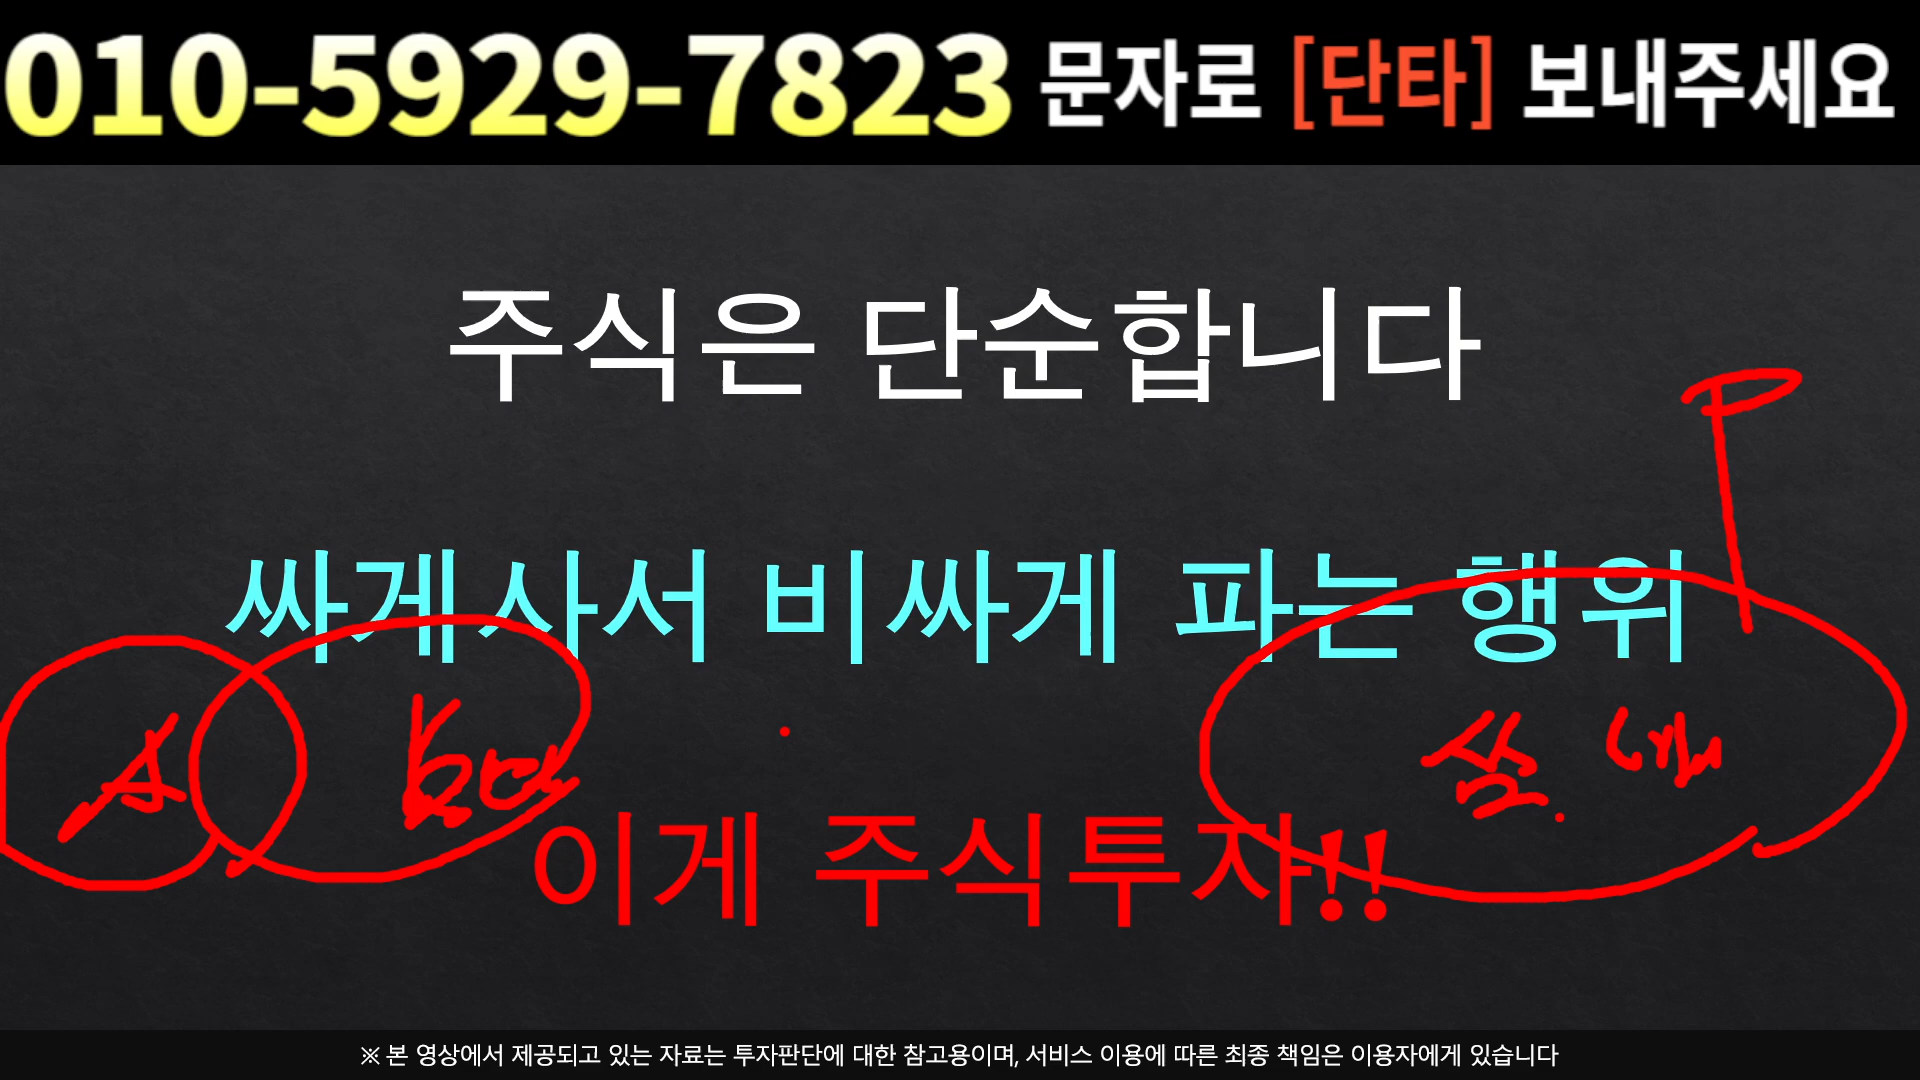 010-5929-7823 문자로 [단타] 보내주세요
주식은 단순합니다
싸게사서 비싸게 파는 행위
이게 주식투자!!
※ 본 영상에서 제공되고 있는 자료는 투자판단에 대한 참고용이며, 서비스 이용에 따른 최종 책임은 이용자에게 있습니다